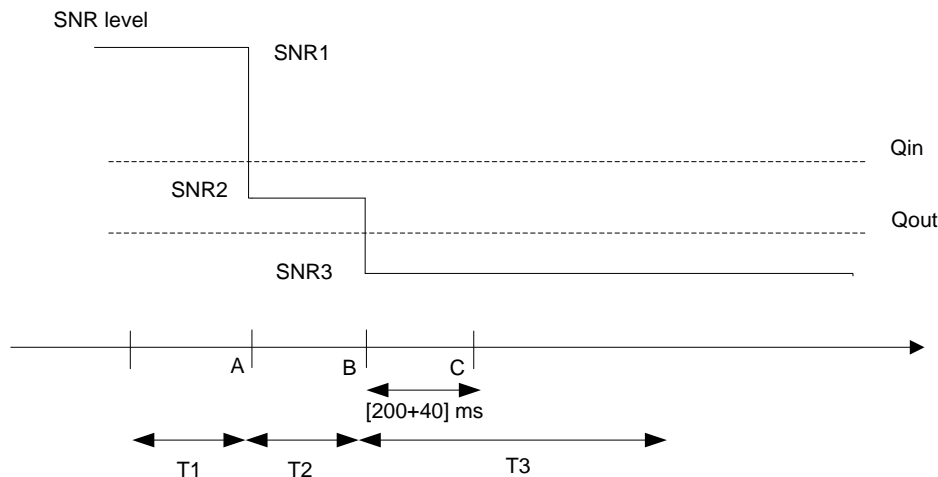 SNR level
SNR1
Qin
SNR2
Qout
SNR3
A
B
C
[200+40] ms
T1
T2
T3